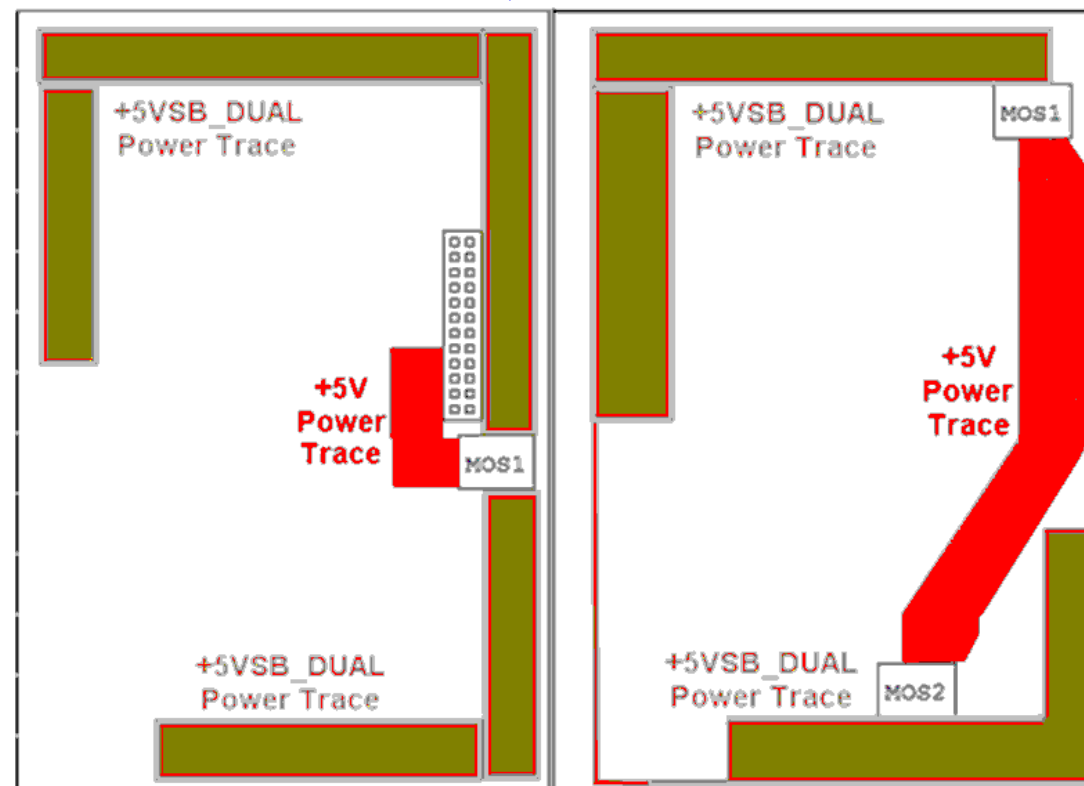 +5VSB_DUAL
Power Trace
+5V
Power
Trace
MOS1
+5VSB_DUAL
Power Trace
+5VSB_DUAL
Power Trace
MOS1
+5V
Power
Trace
+5VSB_DUAL
Power Trace
MOS2